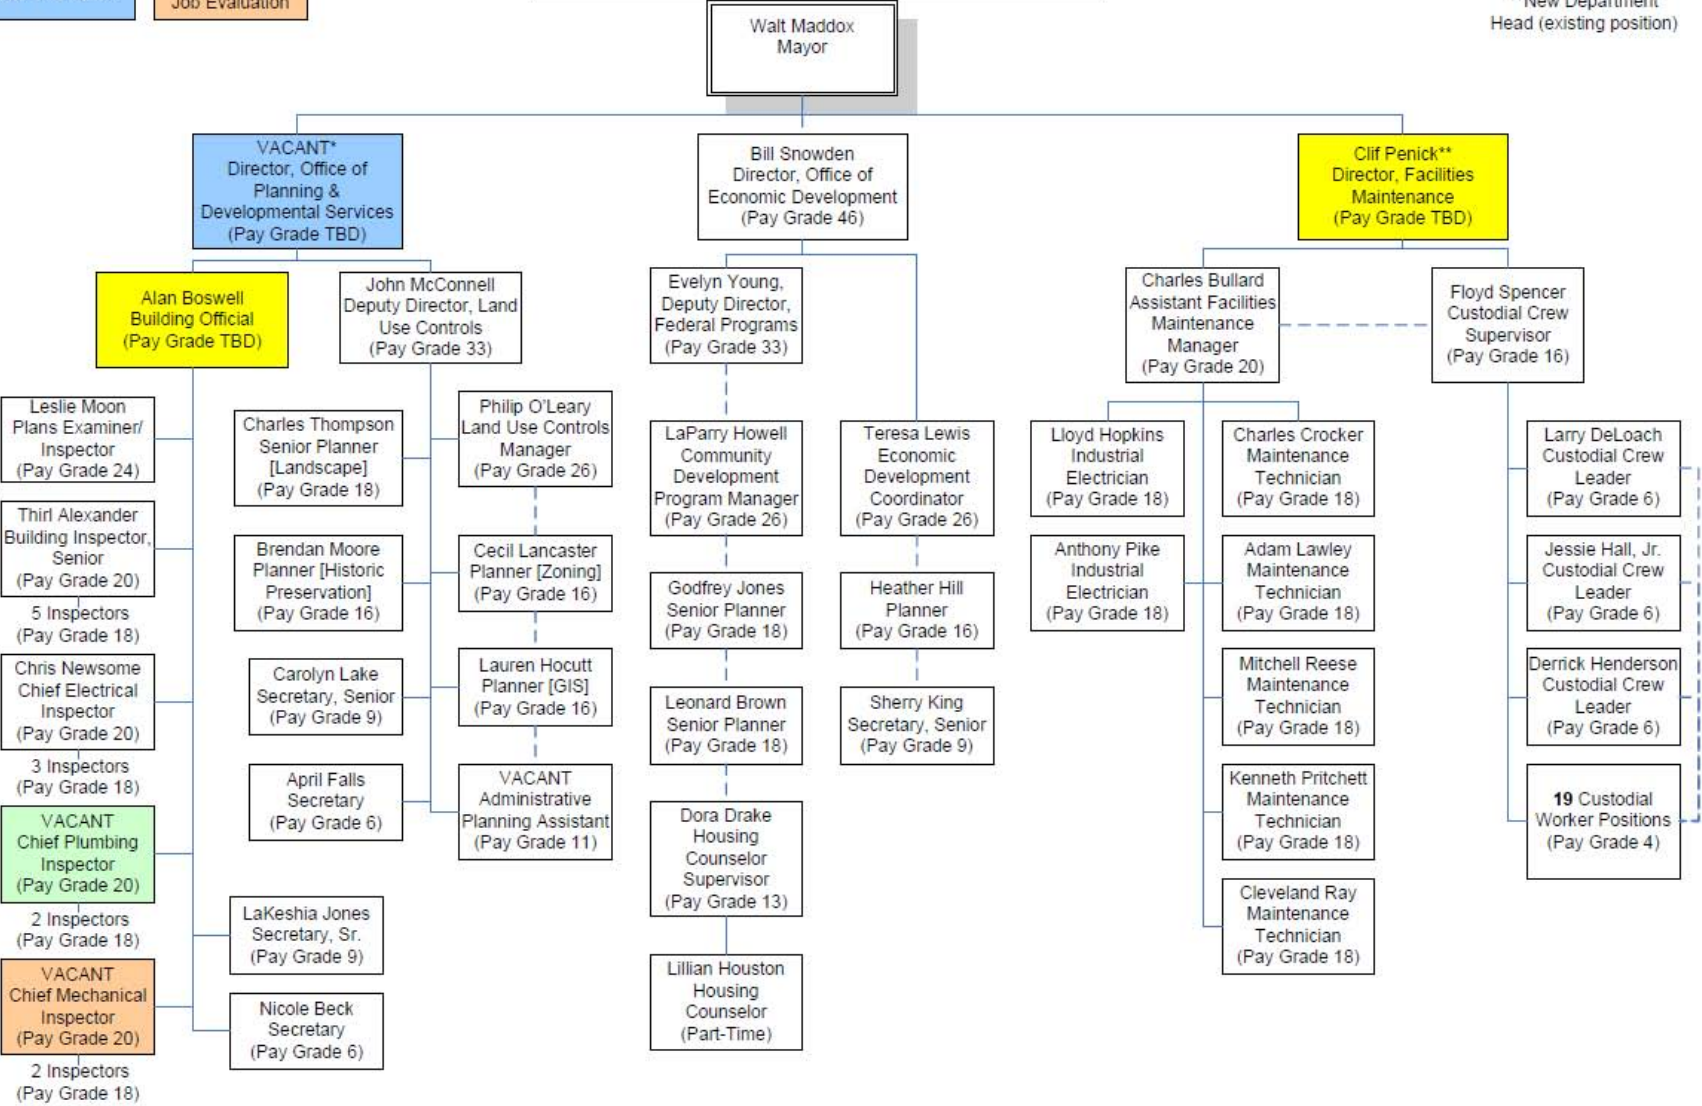 Job Evaluation
New Department
Head (existing position)
Walt Maddox
Mayor
VACANT*
Director, Office of
Planning &
Developmental Services
(Pay Grade TBD)
Bill Snowden
Director, Office of
Economic Development
(Pay Grade 46)
Clif Penick**
Director, Facilities
Maintenance
(Pay Grade TBD)
Alan Boswell
Building Official
(Pay Grade TBD)
John McConnell
Deputy Director, Land
Use Controls
(Pay Grade 33)
Evelyn Young,
Deputy Director,
Federal Programs
(Pay Grade 33)
Charles Bullard
Assistant Facilities
Maintenance
Manager
(Pay Grade 20)
Floyd Spencer
Custodial Crew
Supervisor
(Pay Grade 16)
Leslie Moon
Plans Examiner/
Inspector
(Pay Grade 24)
Thirl Alexander
Building Inspector,
Senior
(Pay Grade 20)
5 Inspectors
(Pay Grade 18)
Chris Newsome
Chief Electrical
Inspector
(Pay Grade 20)
3 Inspectors
(Pay Grade 18)
VACANT
Chief Plumbing
Inspector
(Pay Grade 20)
2 Inspectors
(Pay Grade 18)
VACANT
Chief Mechanical
Inspector
(Pay Grade 20)
2 Inspectors
(Pay Grade 18)
LaKeshia Jones
Secretary, Sr.
(Pay Grade 9)
Nicole Beck
Secretary
(Pay Grade 6)
Charles Thompson
Senior Planner
[Landscape]
(Pay Grade 18)
Brendan Moore
Planner [Historic
Preservation]
(Pay Grade 16)
Carolyn Lake
Secretary, Senior
(Pay Grade 9)
April Falls
Secretary
(Pay Grade 6)
Philip O'Leary
Land Use Controls
Manager
(Pay Grade 26)
Cecil Lancaster
Planner [Zoning]
(Pay Grade 16)
Lauren Hocutt
Planner [GIS]
(Pay Grade 16)
VACANT
Administrative
Planning Assistant
(Pay Grade 11)
LaParry Howell
Community
Development
Program Manager
(Pay Grade 26)
Godfrey Jones
Senior Planner
(Pay Grade 18)
Leonard Brown
Senior Planner
(Pay Grade 18)
Dora Drake
Housing
Counselor
Supervisor
(Pay Grade 13)
Lillian Houston
Housing
Counselor
(Part-Time)
Teresa Lewis
Economic
Development
Coordinator
(Pay Grade 26)
Heather Hill
Planner
(Pay Grade 16)
Sherry King
Secretary, Senior
(Pay Grade 9)
Lloyd Hopkins
Industrial
Electrician
(Pay Grade 18)
Anthony Pike
Industrial
Electrician
(Pay Grade 18)
Charles Crocker
Maintenance
Technician
(Pay Grade 18)
Adam Lawley
Maintenance
Technician
(Pay Grade 18)
Mitchell Reese
Maintenance
Technician
(Pay Grade 18)
Kenneth Pritchett
Maintenance
Technician
(Pay Grade 18)
Cleveland Ray
Maintenance
Technician
(Pay Grade 18)
Larry DeLoach
Custodial Crew
Leader
(Pay Grade 6)
Jessie Hall, Jr.
Custodial Crew
Leader
(Pay Grade 6)
Derrick Henderson
Custodial Crew
Leader
(Pay Grade 6)
19 Custodial
Worker Positions
(Pay Grade 4)